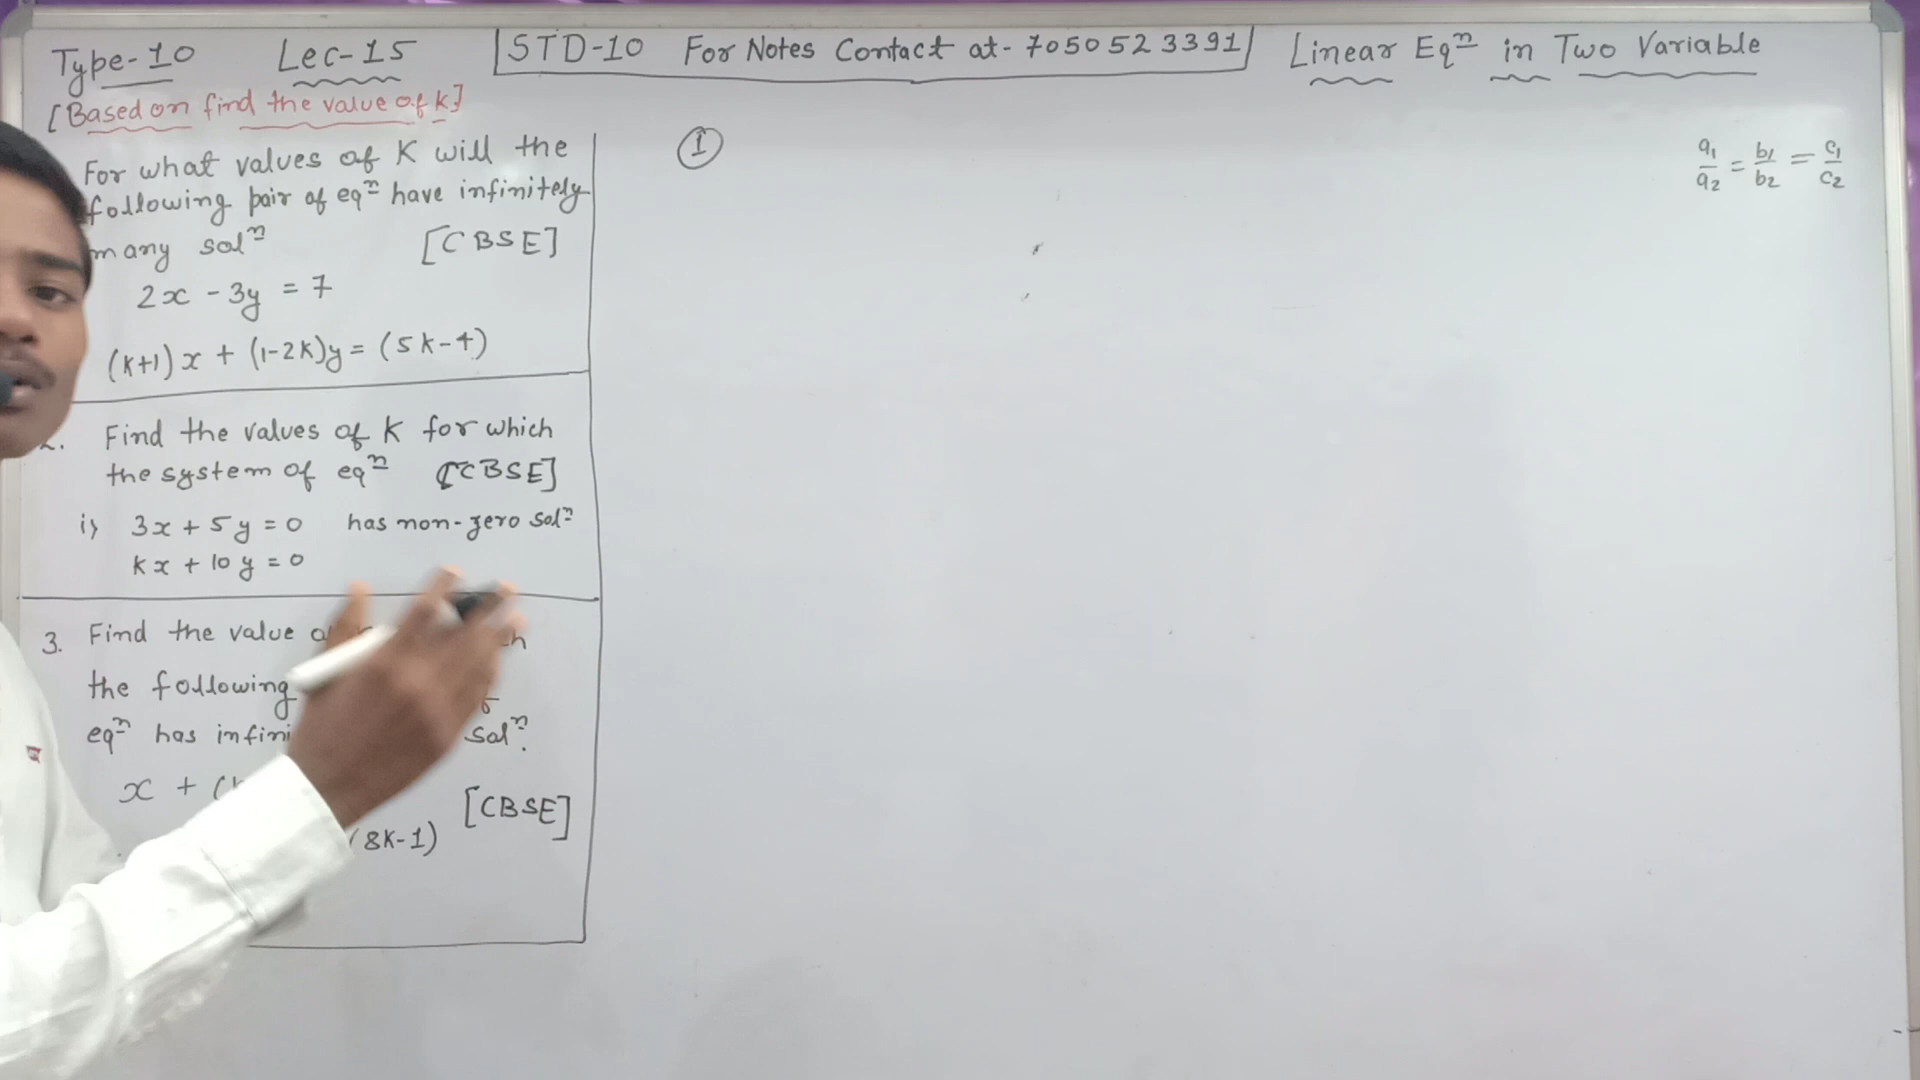 Type-10 Lec-15 STD-10 For Notes Contact at- 7050523391 Linear Eqⁿ in Two Variable
[Based on find the value of k]
For what values of K will the
following pair of eqⁿ have infinitely
many solⁿ [CBSE]
2x - 3y = 7
(k+1)x + (1-2k)y = (5k-4)
2. Find the values of K for which
the system of eqⁿ [CBSE]
i) 3x + 5y = 0 has non-zero solⁿ
kx + 10y = 0
3. Find the value
the following
eqⁿ has solⁿ.
x + (
[CBSE]
(8K-1)
①
a₁/a₂ = b₁/b₂ = c₁/c₂